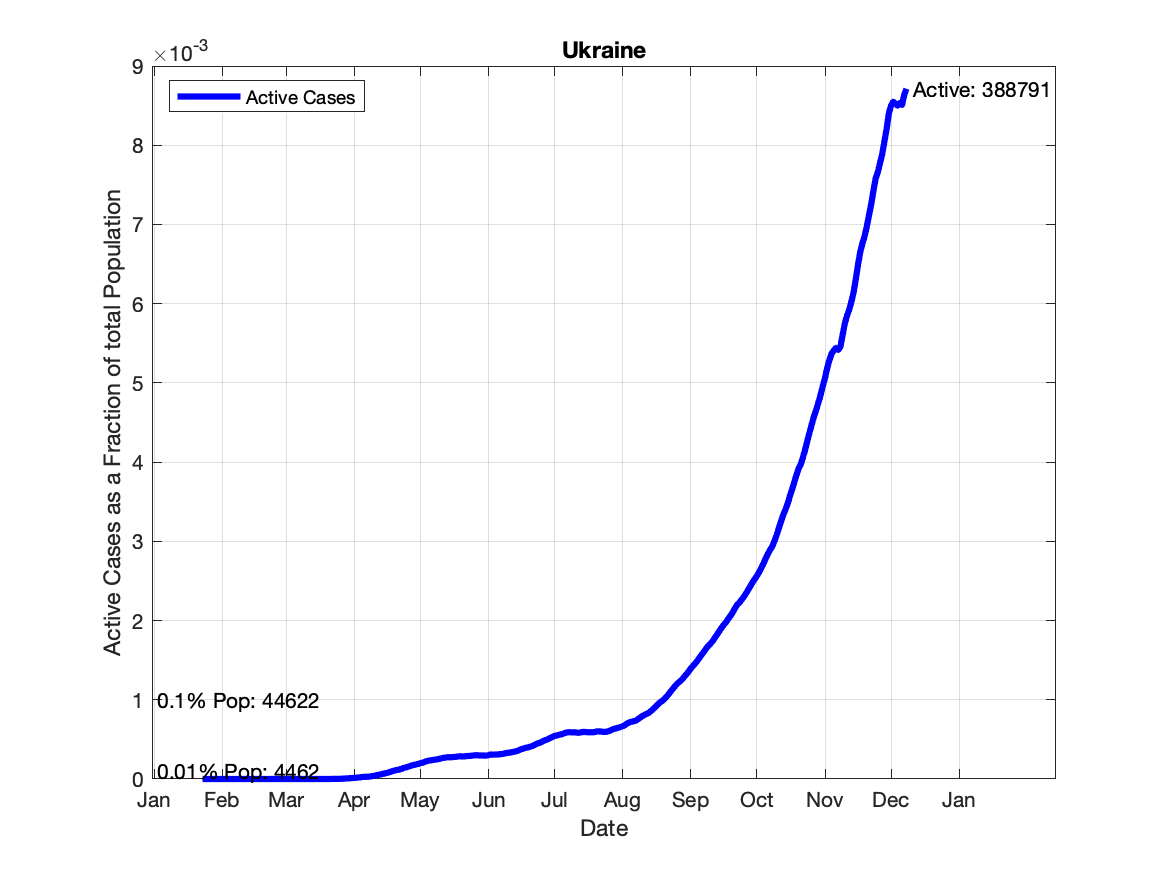 Ukraine
×10-3
9
8
7
6
5
4
3
2
1
0
Active Cases as a Fraction of total Population
Active Cases
Active: 388791
0.1% Pop: 44622
0.01% Pop: 4462
Jan Feb Mar Apr May Jun Jul Aug Sep Oct Nov Dec Jan
Date